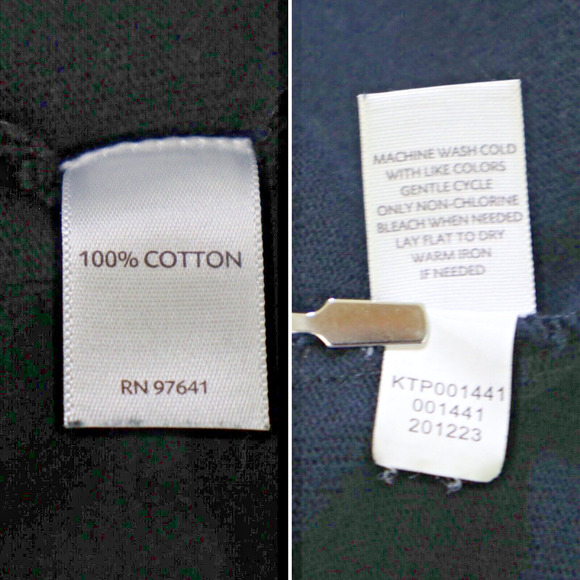 100% COTTON
RN 97641
MACHINE WASH COLD
WITH LIKE COLORS
GENTLE CYCLE
ONLY NON-CHLORINE
BLEACH WHEN NEEDED
LAY FLAT TO DRY
WARM IRON
IF NEEDED
KTP001441
001441
201223